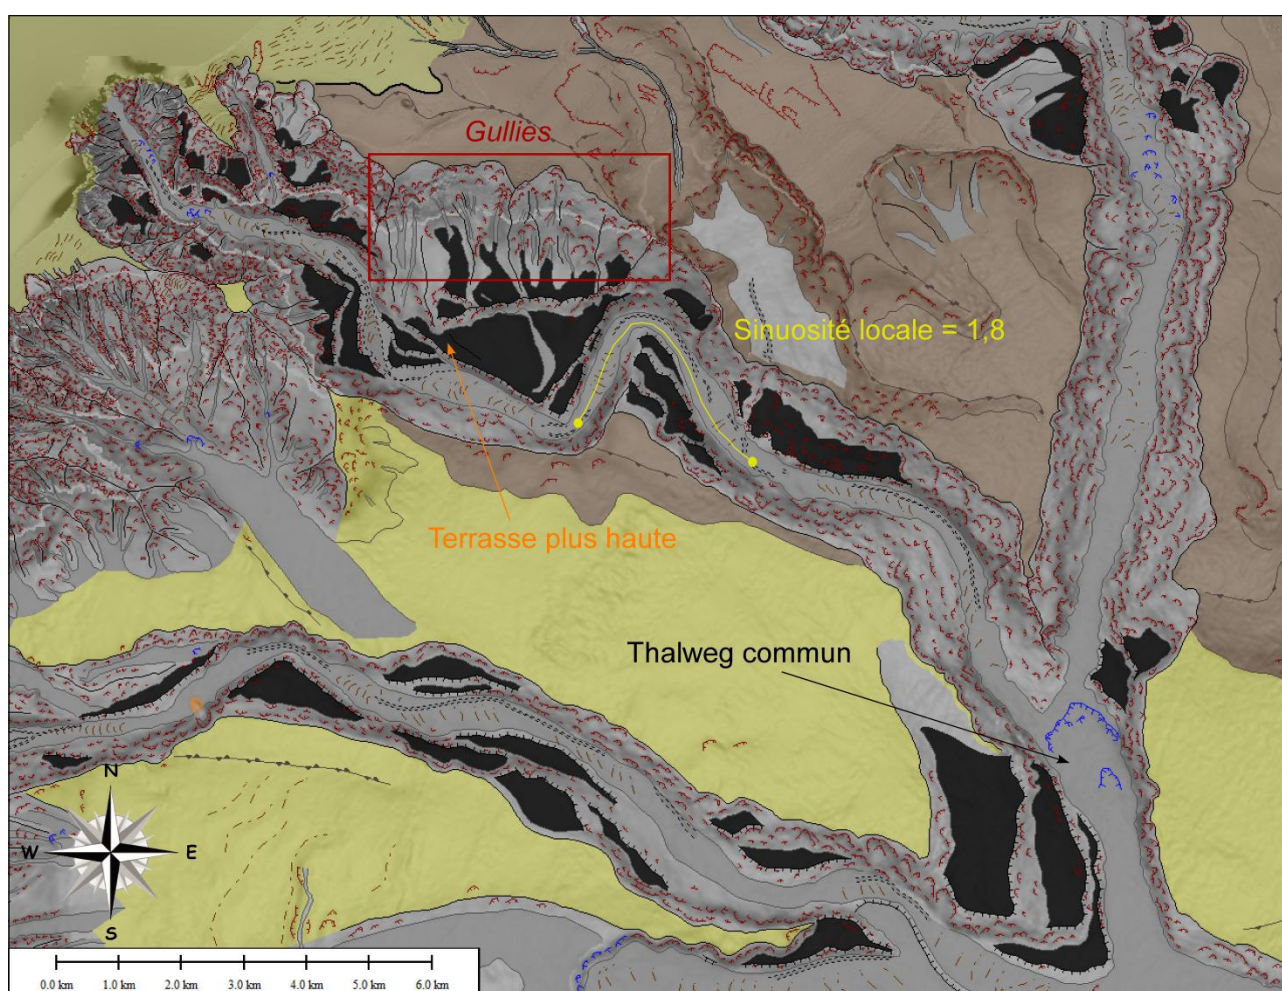 Gullies
Sinuosité locale = 1,8
Terrasse plus haute
Thalweg commun
N
W
E
S
0.0 km 1.0 km 2.0 km 3.0 km 4.0 km 5.0 km 6.0 km